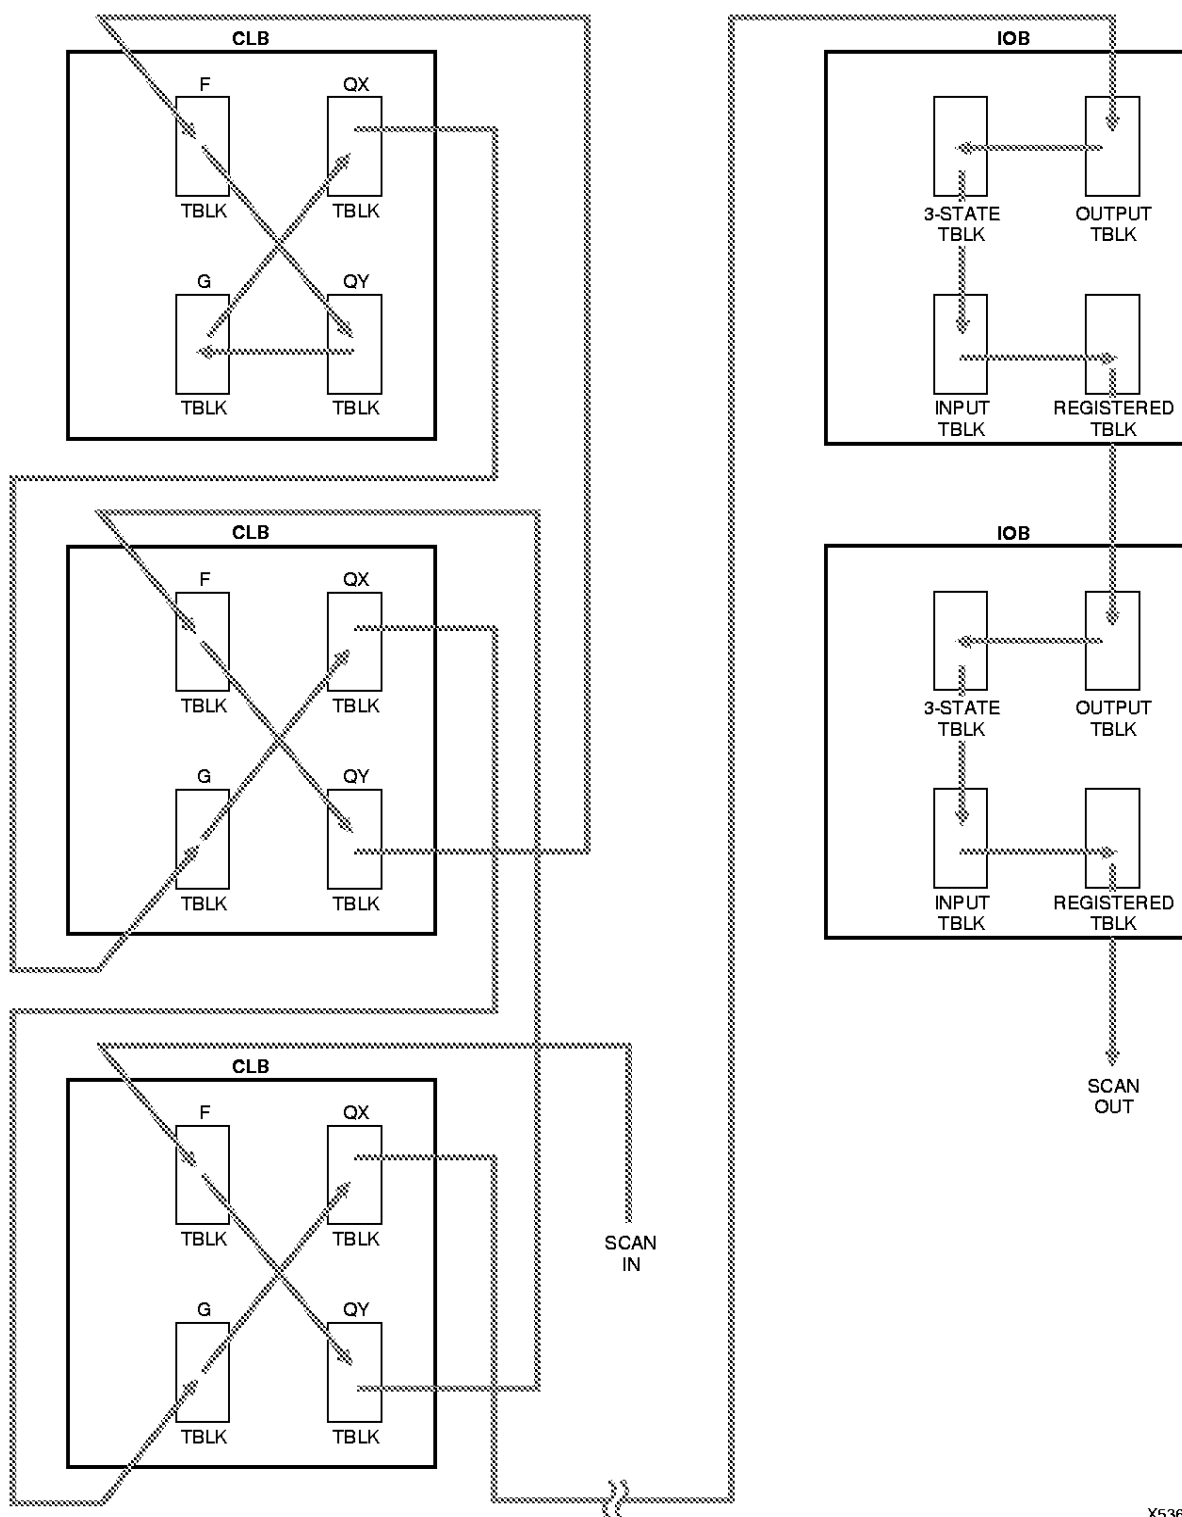 CLB
F QX
TBLK TBLK
G QY
TBLK TBLK
CLB
F QX
TBLK TBLK
G QY
TBLK TBLK
CLB
F QX
TBLK TBLK
G QY
TBLK TBLK
SCAN
IN
IOB
3-STATE OUTPUT
TBLK TBLK
INPUT REGISTERED
TBLK TBLK
IOB
3-STATE OUTPUT
TBLK TBLK
INPUT REGISTERED
TBLK TBLK
SCAN
OUT
X536